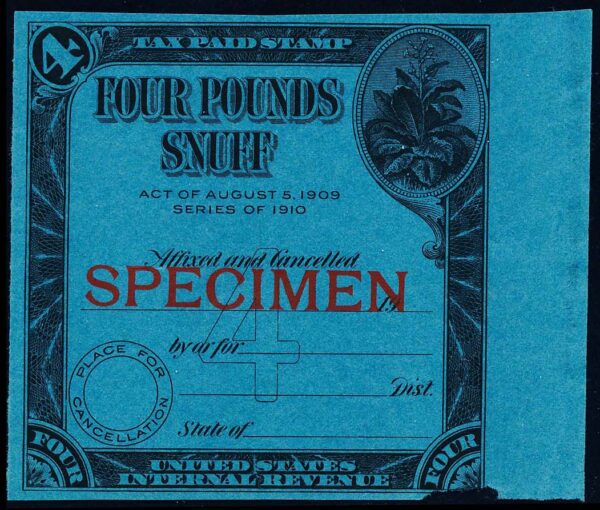 4
TAX PAID STAMP
FOUR POUNDS
SNUFF
ACT OF AUGUST 5, 1909
SERIES OF 1910
Affixed and Cancelled
SPECIMEN
19
4
by or for
PLACE FOR
CANCELLATION
Dist.
State of
FOUR
FOUR
UNITED STATES
INTERNAL REVENUE